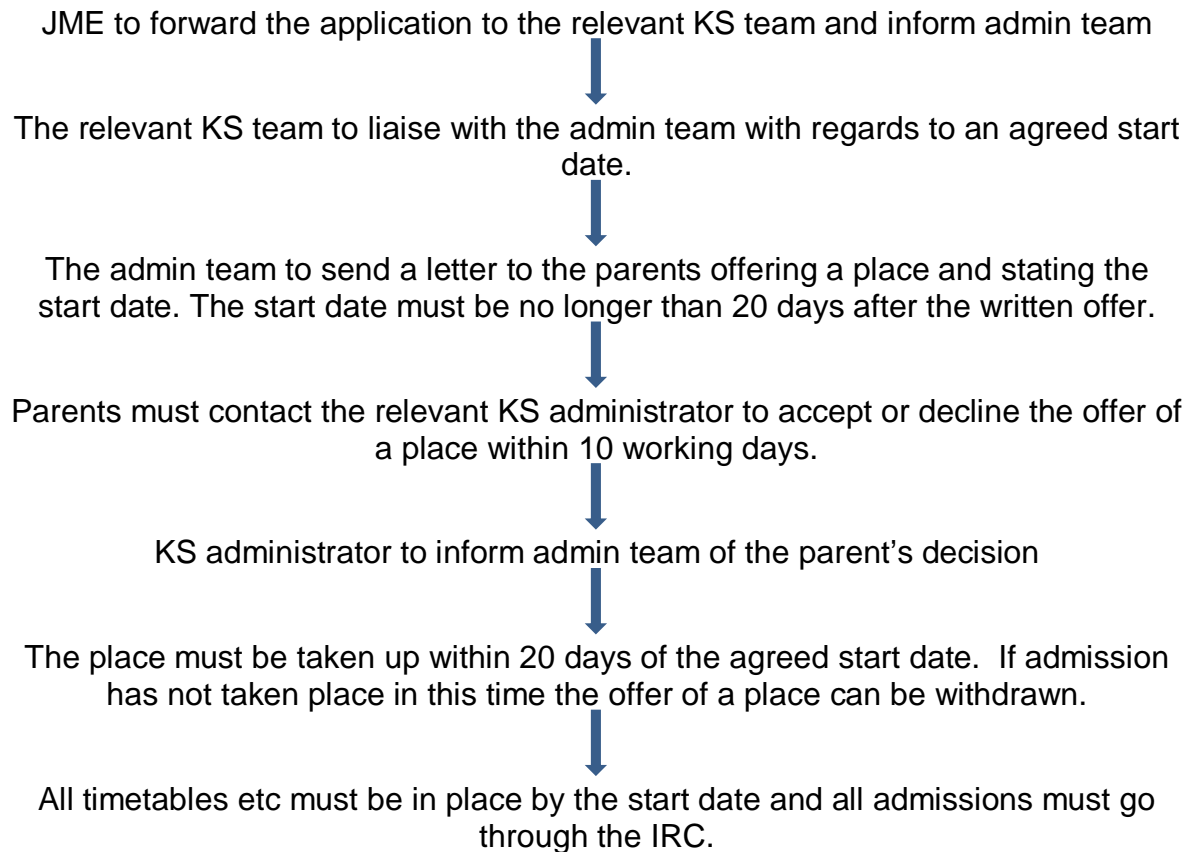 JME to forward the application to the relevant KS team and inform admin team
The relevant KS team to liaise with the admin team with regards to an agreed start
date.
The admin team to send a letter to the parents offering a place and stating the
start date. The start date must be no longer than 20 days after the written offer.
Parents must contact the relevant KS administrator to accept or decline the offer of
a place within 10 working days.
KS administrator to inform admin team of the parent’s decision
The place must be taken up within 20 days of the agreed start date.  If admission
has not taken place in this time the offer of a place can be withdrawn.
All timetables etc must be in place by the start date and all admissions must go
through the IRC.